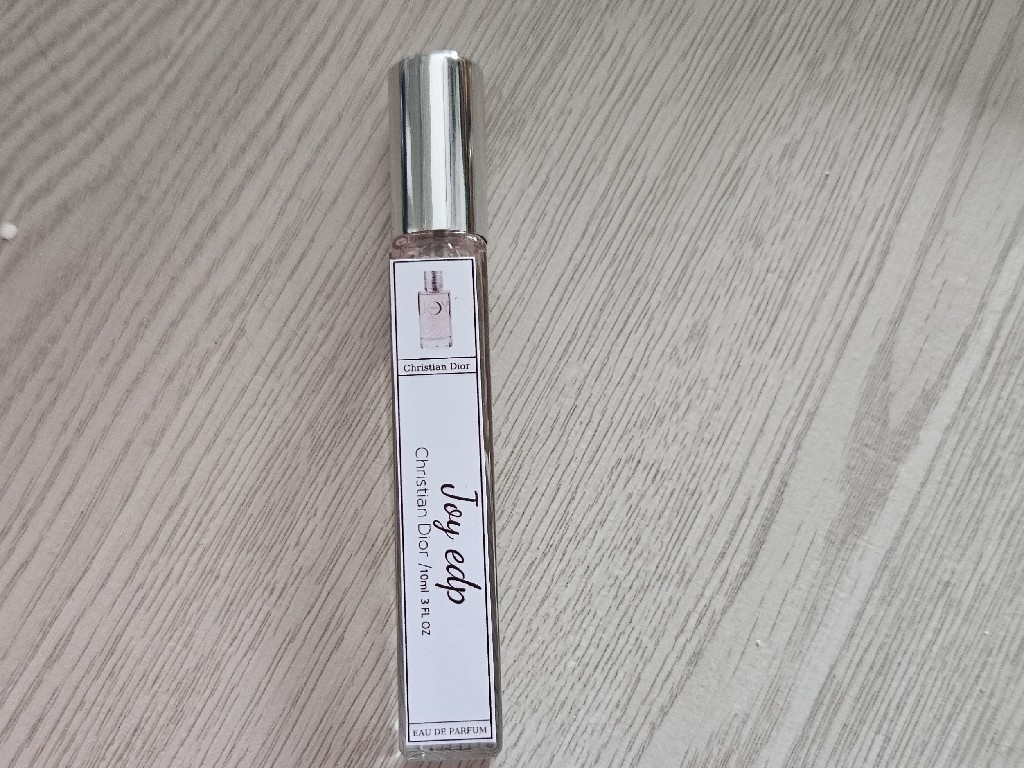 Christian Dior
Joy edp
Christian Dior /10ml 3 FL OZ
EAU DE PARFUM